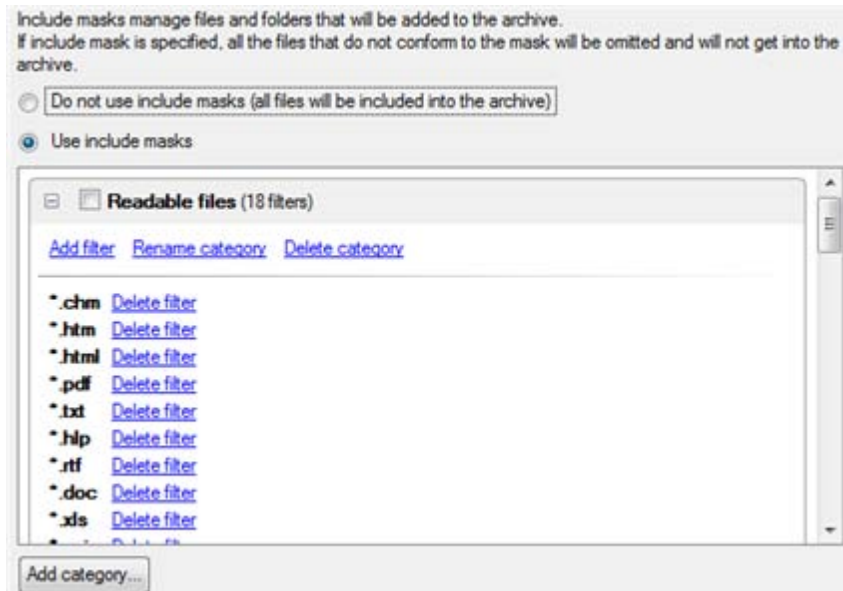 Include masks manage files and folders that will be added to the archive.
If include mask is specified, all the files that do not conform to the mask will be omitted and will not get into the
archive.
Do not use include masks (all files will be included into the archive)
Use include masks
Readable files (18 filters)
Add filter Rename category Delete category
*.chm Delete filter
*.htm Delete filter
*.html Delete filter
*.pdf Delete filter
*.txt Delete filter
*.hlp Delete filter
*.rtf Delete filter
*.doc Delete filter
*.xls Delete filter
Add category...